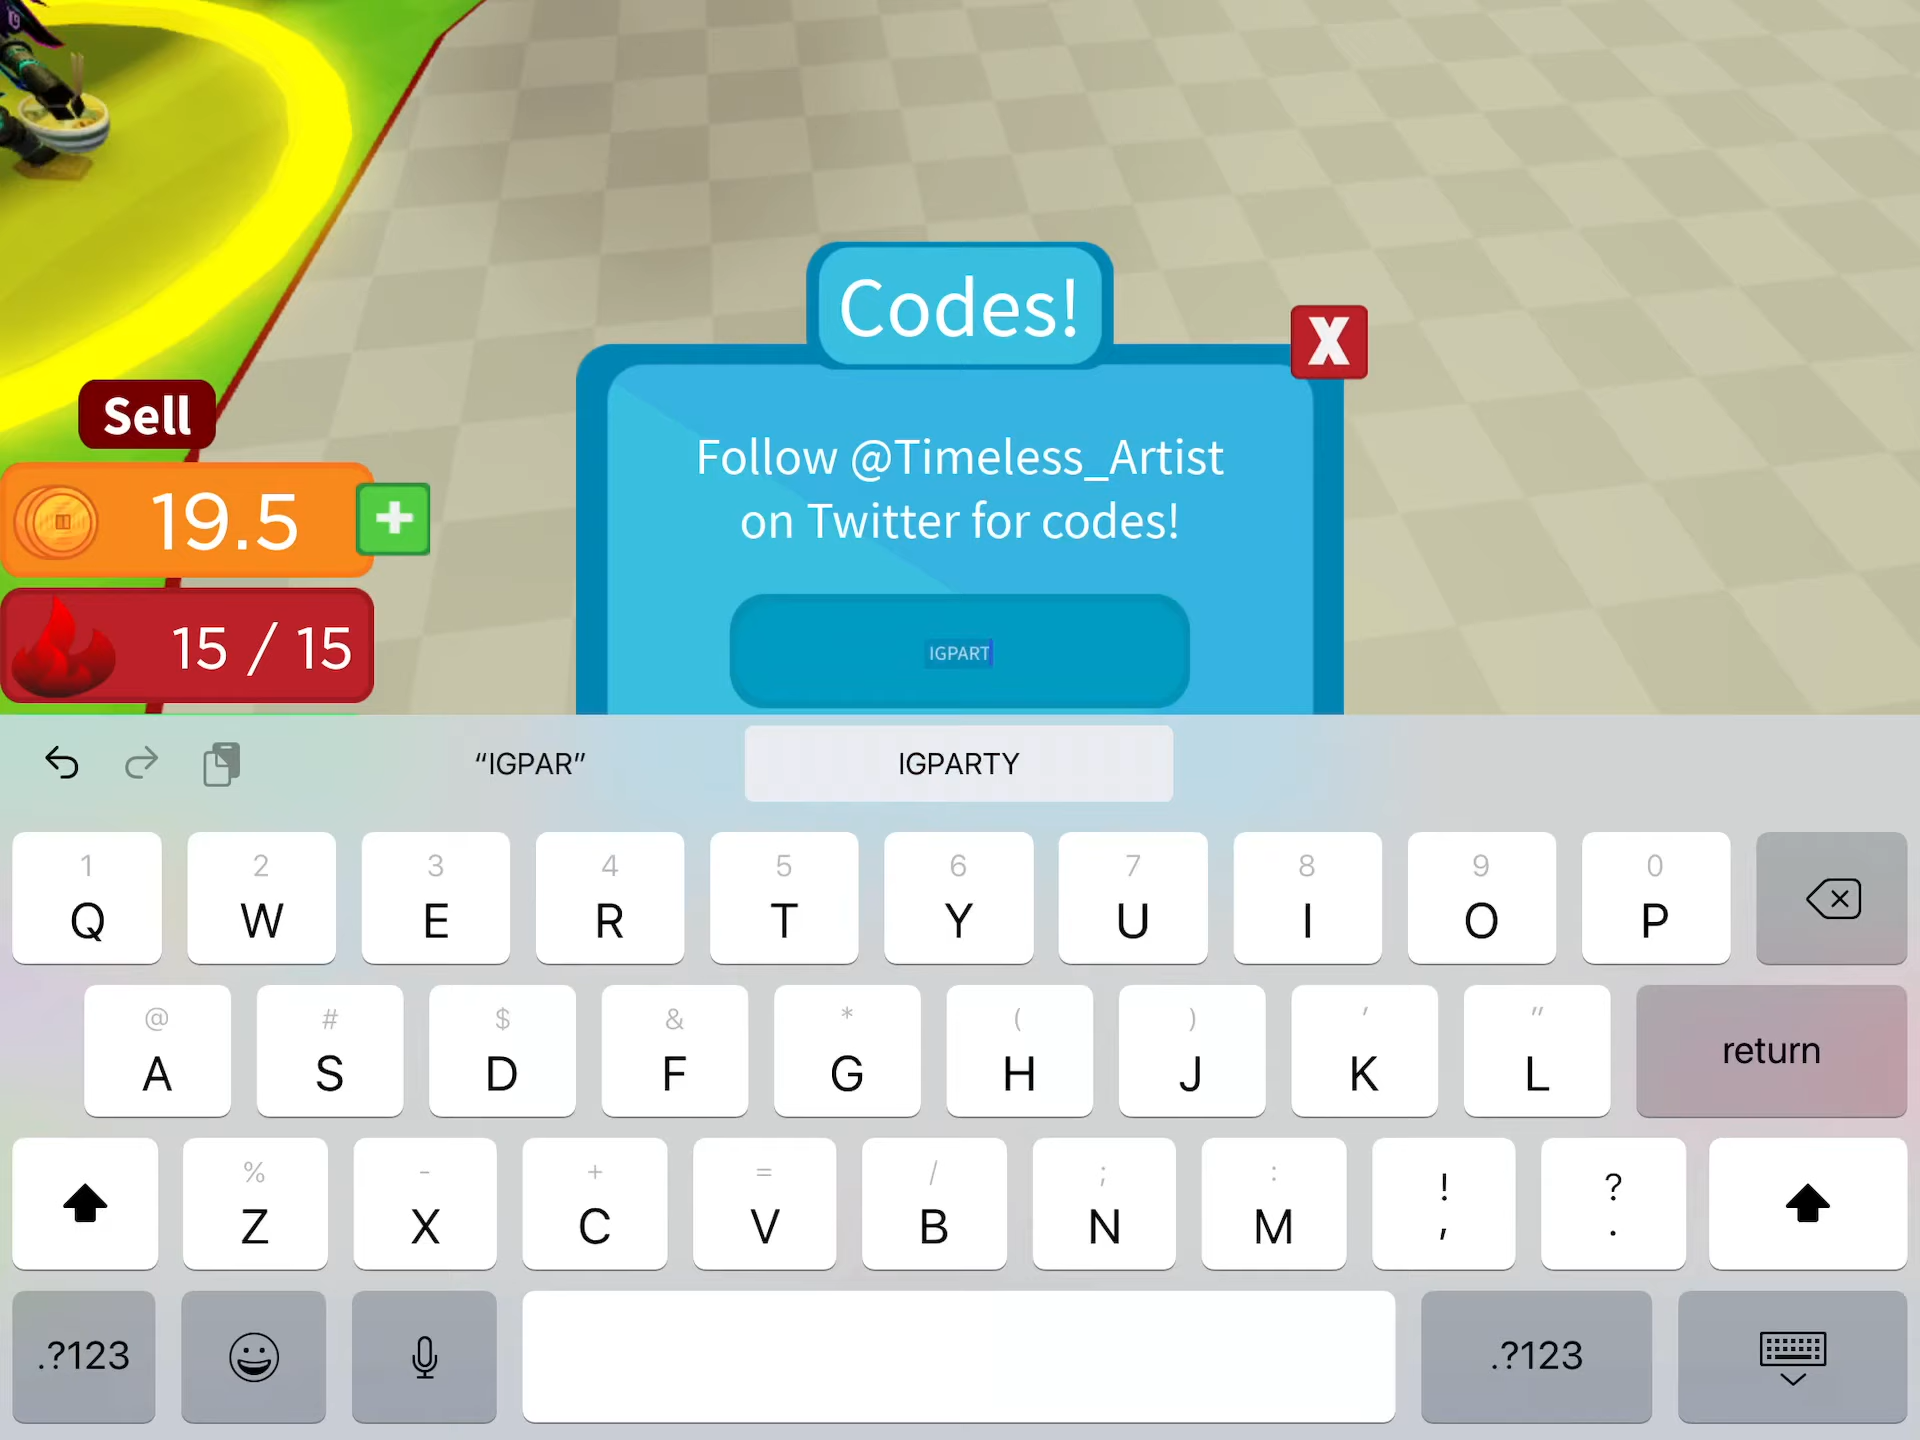 Codes!
X
Follow @Timeless_Artist
on Twitter for codes!
Sell
19.5
+
15 / 15
IGPART
“IGPAR”
IGPARTY
1 2 3 4 5 6 7 8 9 0
Q W E R T Y U I O P
@ # $ & * ( ) ' "
A S D F G H J K L return
% - + = / ; : ! ?
Z X C V B N M , .
.?123 .?123